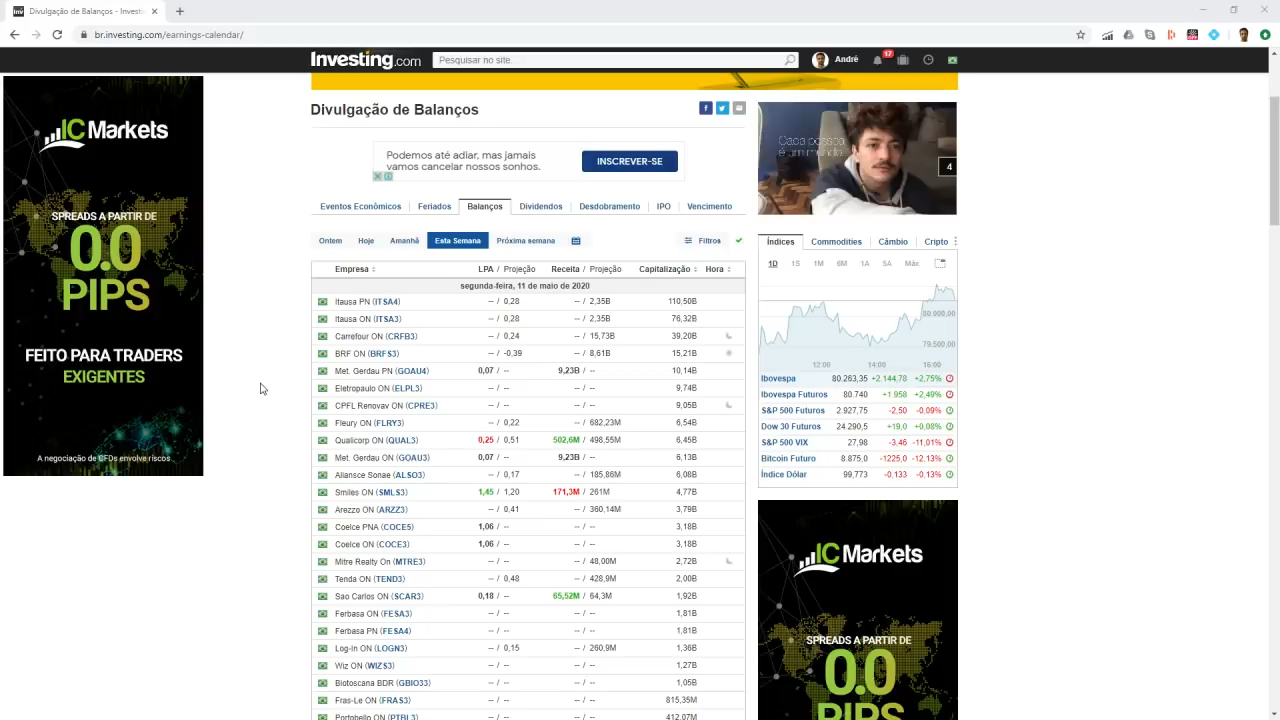 Divulgação de Balanços - Investi
br.investing.com/earnings-calendar/
Investing.com
Pesquisar no site.
André
17
IC Markets
SPREADS A PARTIR DE
0.0
PIPS
FEITO PARA TRADERS
EXIGENTES
A negociação de CFDs envolve riscos
Divulgação de Balanços
Podemos até adiar, mas jamais
vamos cancelar nossos sonhos.
INSCREVER-SE
Eventos Econômicos Feriados Balanços Dividendos Desdobramento IPO Vencimento
Ontem Hoje Amanhã Esta Semana Próxima semana Filtros
Empresa LPA / Projeção Receita / Projeção Capitalização Hora
segunda-feira, 11 de maio de 2020
Itausa PN (ITSA4) -- / 0,28 -- / 2,35B 110,50B
Itausa ON (ITSA3) -- / 0,28 -- / 2,35B 76,32B
Carrefour ON (CRFB3) -- / 0,24 -- / 15,73B 39,20B
BRF ON (BRFS3) -- / -0,39 -- / 8,61B 15,21B
Met. Gerdau PN (GOAU4) 0,07 / -- 9,23B / -- 10,14B
Eletropaulo ON (ELPL3) -- / -- -- / -- 9,74B
CPFL Renovav ON (CPRE3) -- / -- -- / -- 9,05B
Fleury ON (FLRY3) -- / 0,22 -- / 682,23M 6,54B
Qualicorp ON (QUAL3) 0,25 / 0,51 502,6M / 498,55M 6,45B
Met. Gerdau ON (GOAU3) 0,07 / -- 9,23B / -- 6,13B
Aliansce Sonae (ALSO3) -- / 0,17 -- / 185,86M 6,08B
Smiles ON (SMLS3) 1,45 / 1,20 171,3M / 261M 4,77B
Arezzo ON (ARZZ3) -- / 0,41 -- / 360,14M 3,79B
Coelce PNA (COCE5) 1,06 / -- -- / -- 3,18B
Coelce ON (COCE3) 1,06 / -- -- / -- 3,18B
Mitre Realty On (MTRE3) -- / -- -- / 48,00M 2,72B
Tenda ON (TEND3) -- / 0,48 -- / 428,9M 2,00B
Sao Carlos ON (SCAR3) 0,18 / -- 65,52M / 64,3M 1,92B
Ferbasa ON (FESA3) -- / -- -- / -- 1,81B
Ferbasa PN (FESA4) -- / -- -- / -- 1,81B
Log-in ON (LOGN3) -- / 0,15 -- / 260,9M 1,36B
Wiz ON (WIZS3) -- / -- -- / -- 1,27B
Biotoscana BDR (GBIO33) -- / -- -- / -- 1,05B
Fras-Le ON (FRAS3) -- / -- -- / -- 815,35M
Portobello ON (PTBL3) -- / -- -- / -- 412,07M
Cada pessoa
é um mundo.
4
Índices Commodities Câmbio Cripto
1D 1S 1M 6M 1A 5A Máx.
80.000,00
79.500,00
12:00 14:00 16:00
Ibovespa 80.263,35 +2.144,78 +2,75%
Ibovespa Futuros 80.740 +1.958 +2,49%
S&P 500 Futuros 2.927,75 -2,50 -0,09%
Dow 30 Futuros 24.290,5 +19,0 +0,08%
S&P 500 VIX 27,98 -3,46 -11,01%
Bitcoin Futuro 8.875,0 -1225,0 -12,13%
Índice Dólar 99,773 -0,133 -0,13%
IC Markets
SPREADS A PARTIR DE
0.0
PIPS